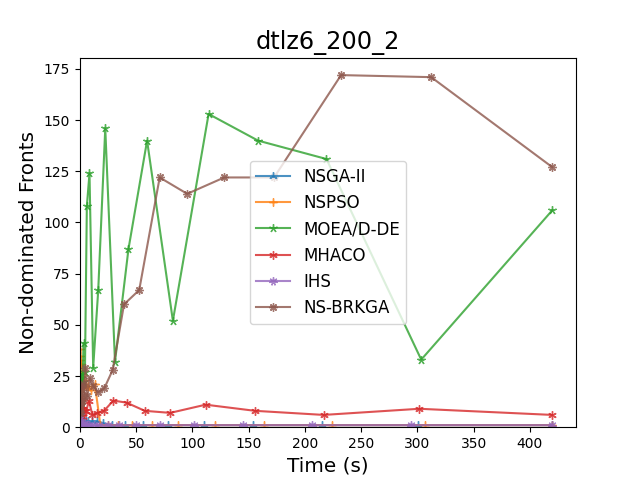 dtlz6_200_2
Non-dominated Fronts
175
150
125
100
75
50
25
0
NSGA-II
NSPSO
MOEA/D-DE
MHACO
IHS
NS-BRKGA
0 50 100 150 200 250 300 350 400
Time (s)